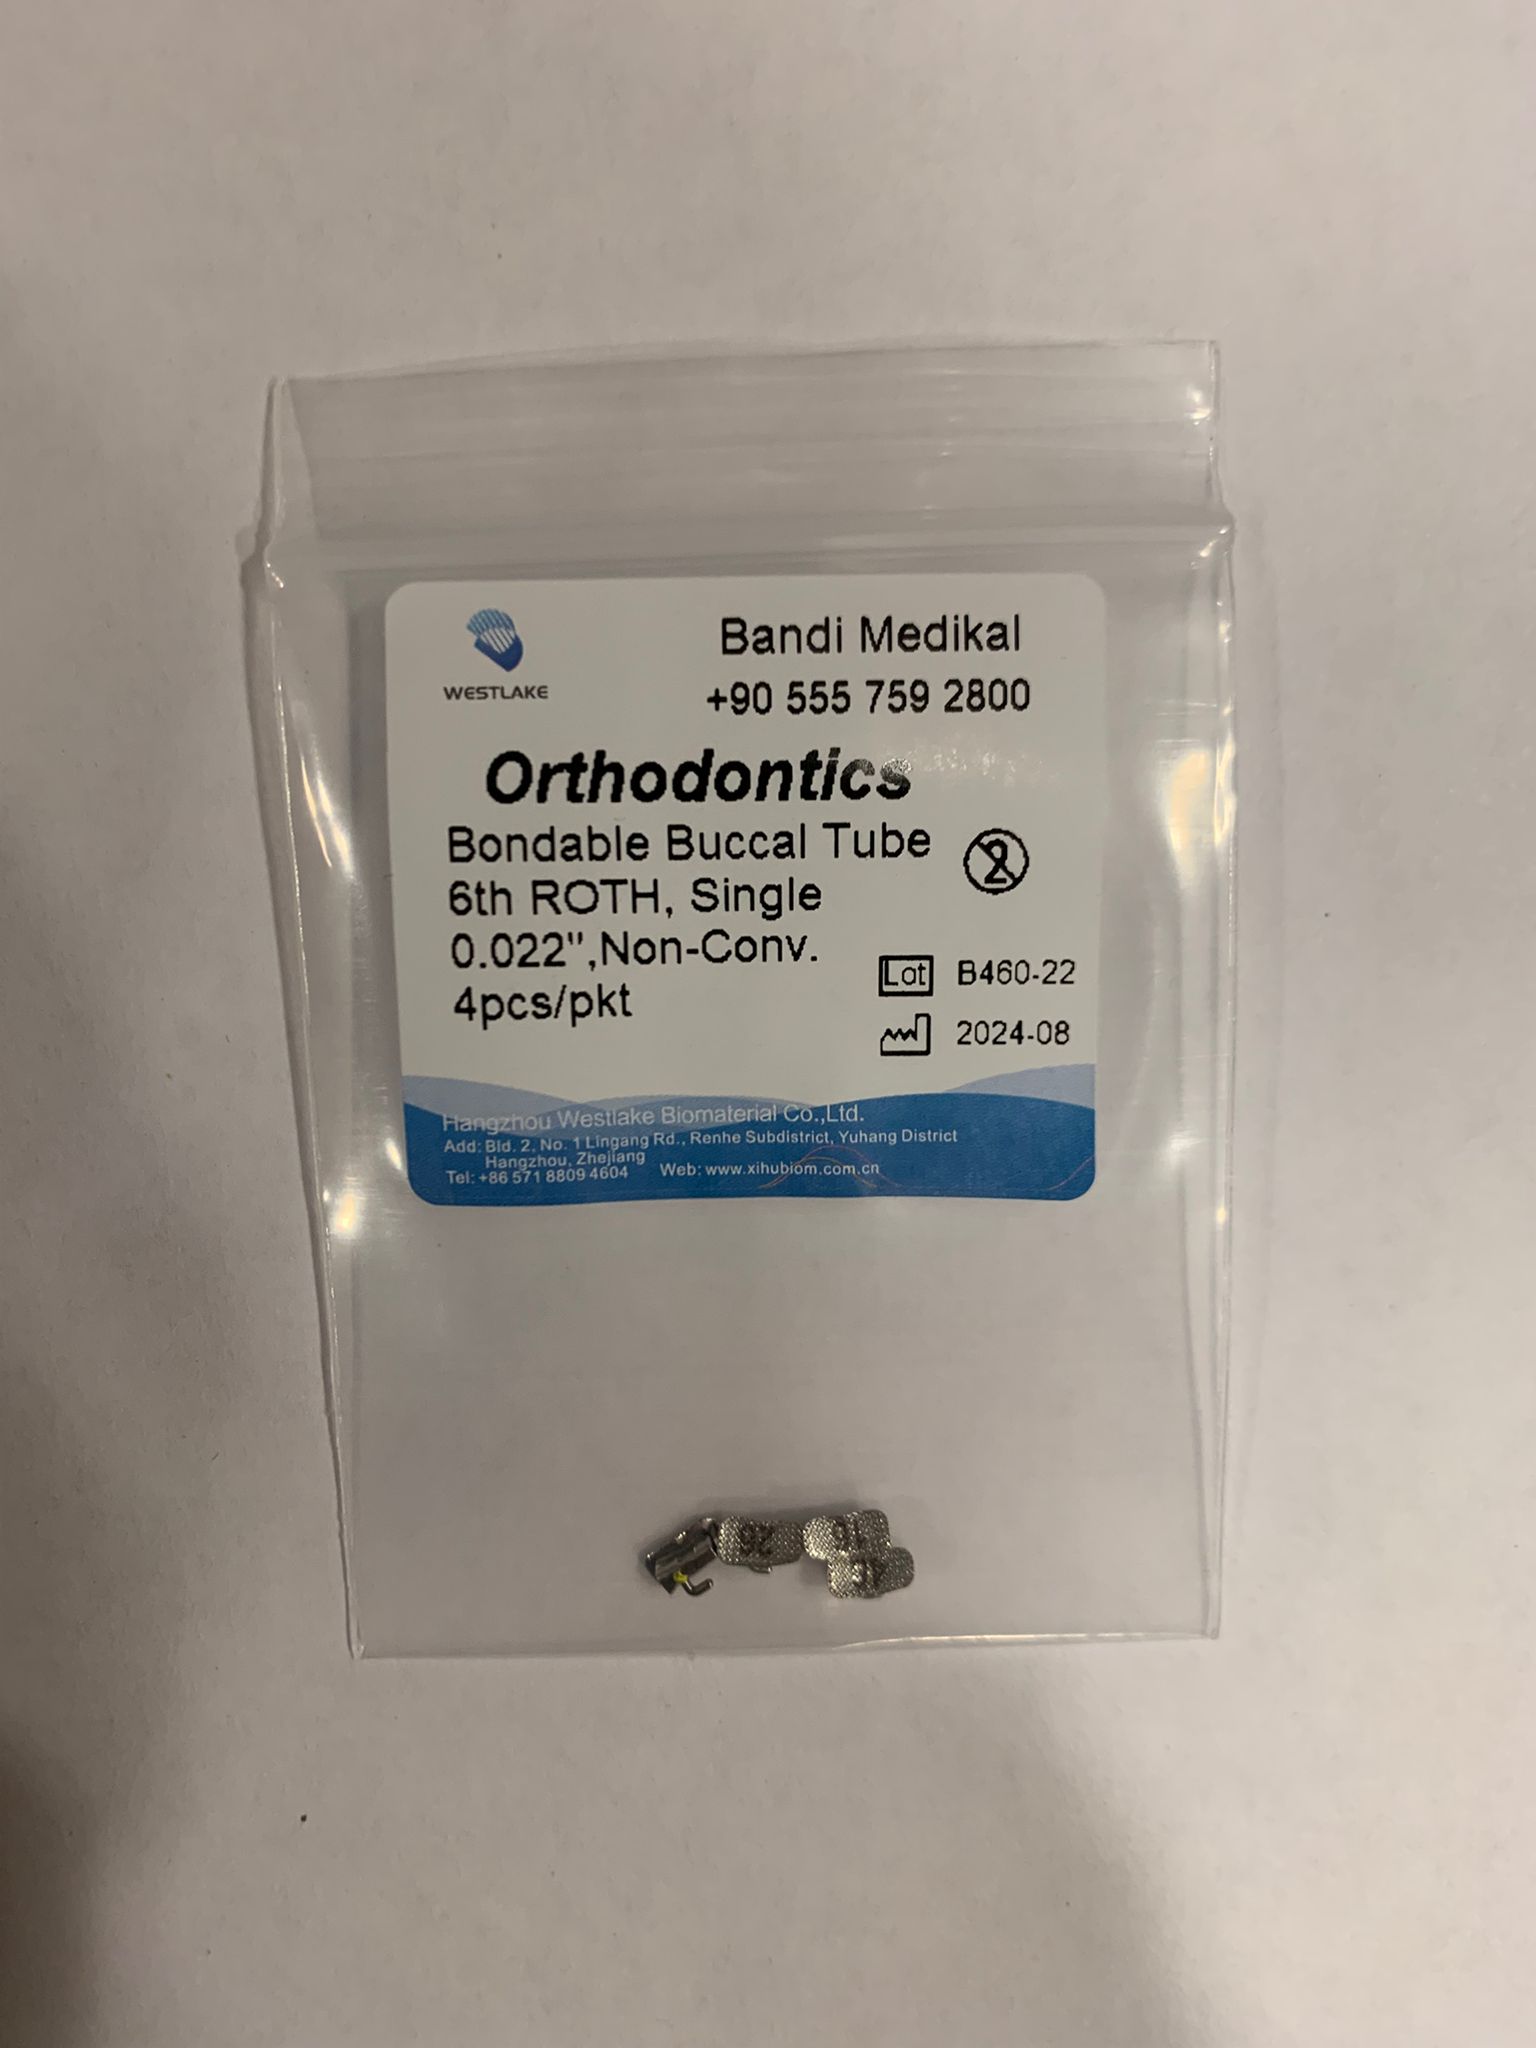 WESTLAKE
Bandi Medikal
+90 555 759 2800
Orthodontics
Bondable Buccal Tube
6th ROTH, Single
0.022",Non-Conv.
4pcs/pkt
2
Lot B460-22
2024-08
Hangzhou Westlake Biomaterial Co.,Ltd.
Add: Bld. 2, No. 1 Lingang Rd., Renhe Subdistrict, Yuhang District
Hangzhou, Zhejiang
Tel: +86 571 8809 4604 Web: www.xihubiom.com.cn
26
16